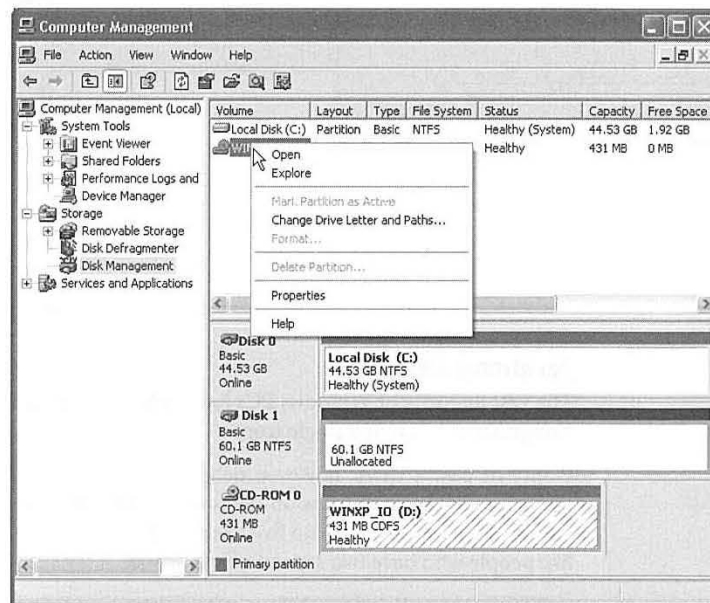 Computer Management
File Action View Window Help
Computer Management (Local)
System Tools
Event Viewer
Shared Folders
Performance Logs and
Device Manager
Storage
Removable Storage
Disk Defragmenter
Disk Management
Services and Applications
Volume Layout Type File System Status Capacity Free Space
Local Disk (C:) Partition Basic NTFS Healthy (System) 44.53 GB 1.92 GB
Healthy 431 MB 0 MB
Open
Explore
Mark Partition as Active
Change Drive Letter and Paths...
Format...
Delete Partition...
Properties
Help
Disk 0
Basic
44.53 GB
Online
Local Disk (C:)
44.53 GB NTFS
Healthy (System)
Disk 1
Basic
60.1 GB NTFS
Online
60.1 GB NTFS
Unallocated
CD-ROM 0
CD-ROM
431 MB
Online
WINXP_IO (D:)
431 MB CDFS
Healthy
Primary partition